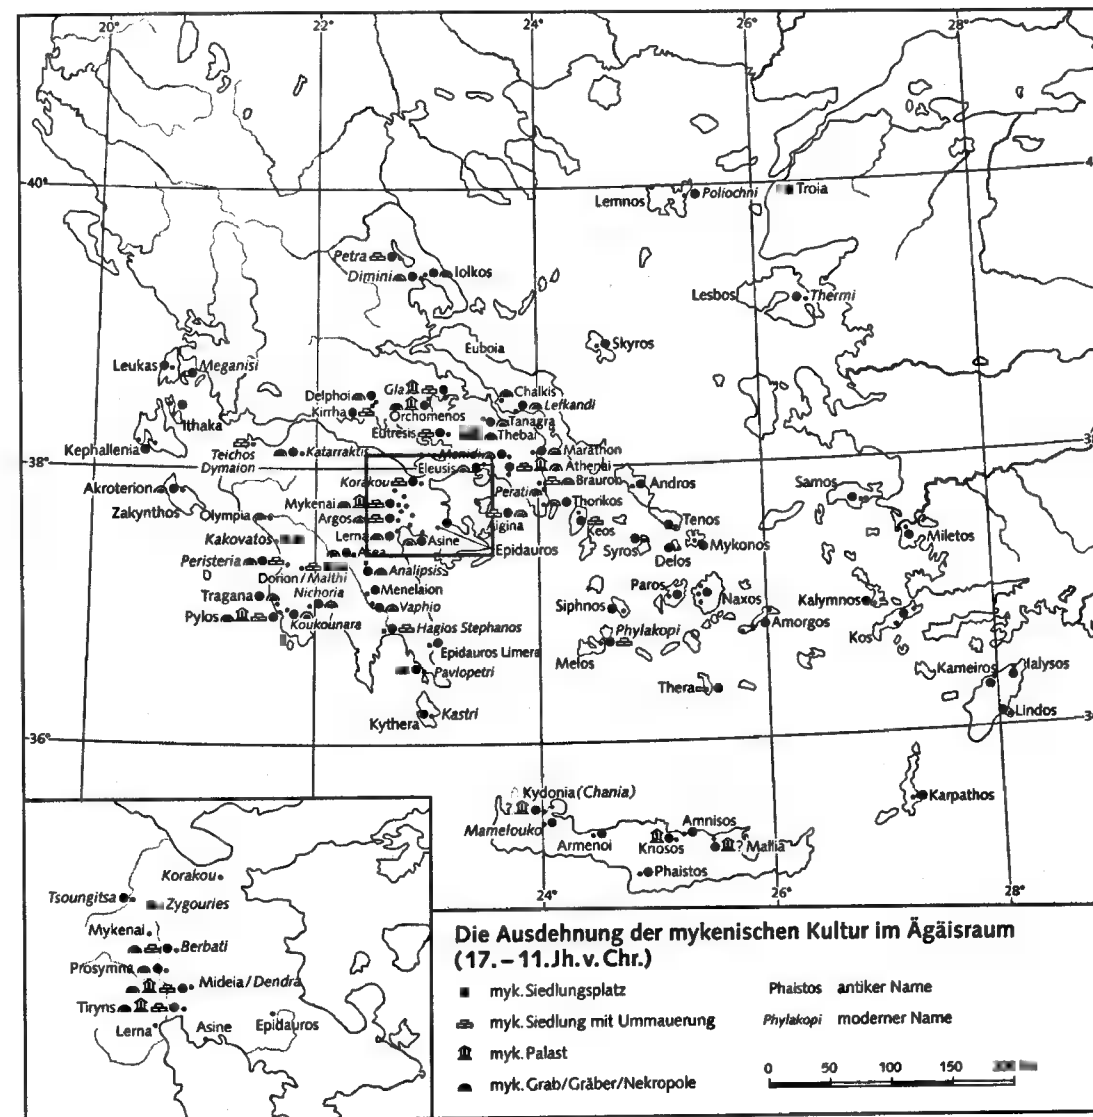 20° 22° 24° 26° 28°
40°
Lemnos Poliochni Troia
Petra
Dimini Iolkos
Lesbos Thermi
Skyros
Euboia
Leukas Meganisi
Delphoi Gla Chalkis
Kirrha Orchomenos Lefkandi
Ithaka Tanagra
Eutresis Thebai
Kephallenia Teichos Katarraktis Menidi Marathon
Dymaion
38° Eleusis Athenai
Akroterion Korakou Perati Brauron Andros Samos
Zakynthos Mykenai Thorikos
Olympia Argos Aigina Keos Tenos Miletos
Kakovatos Lerna Asine Epidauros Syros Mykonos
Peristeria Asea Delos
Dorion/Malthi Analipsis
Tragana Nichoria Menelaion Paros Naxos Kalymnos
Pylos Vaphio Siphnos Amorgos
Koukounara Hagios Stephanos Phylakopi Kos
Epidauros Limera Melos
Pavlopetri Thera Kameiros Ialysos
Kythera Kastri Lindos
36°
Kydonia (Chania) Karpathos
?
Mamelouko Armenoi Knosos Amnisos
? Mallia
Phaistos
24° 26° 28°
Korakou
Tsoungitsa
Zygouries
Mykenai
Berbati
Prosymna
Mideia/Dendra
Tiryns
Lerna Asine Epidauros
Die Ausdehnung der mykenischen Kultur im Ägäisraum
(17.–11.Jh.v.Chr.)
myk. Siedlungsplatz Phaistos antiker Name
myk. Siedlung mit Ummauerung Phylakopi moderner Name
myk. Palast
0 50 100 150
myk. Grab/Gräber/Nekropole